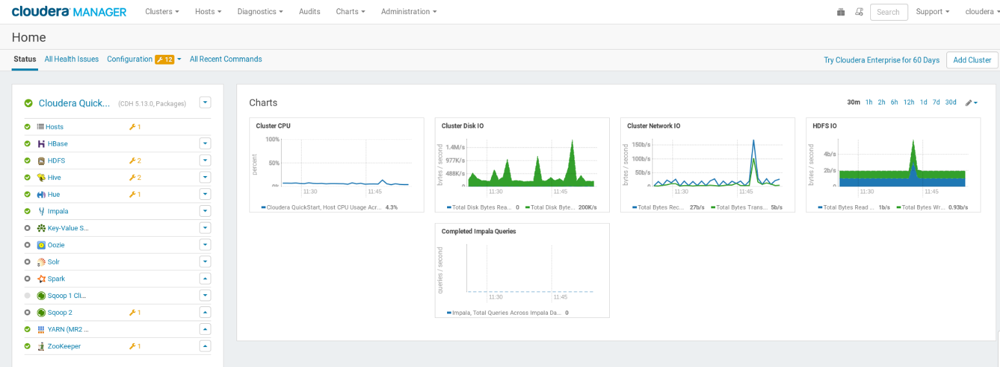 cloudera MANAGER Clusters Hosts Diagnostics Audits Charts Administration Search Support cloudera
Home
Status All Health Issues Configuration 12 All Recent Commands Try Cloudera Enterprise for 60 Days Add Cluster
Cloudera Quick... (CDH 5.13.0, Packages)
Hosts 1
HBase
HDFS 2
Hive 2
Hue 1
Impala
Key-Value S...
Oozie
Solr
Spark
Sqoop 1 Cli...
Sqoop 2 1
YARN (MR2 ...
ZooKeeper 1
Charts 30m 1h 2h 6h 12h 1d 7d 30d
Cluster CPU
percent
100%
50%
0%
11:30 11:45
Cloudera QuickStart, Host CPU Usage Acr... 4.3%
Cluster Disk IO
bytes / second
1.4M/s
977K/s
488K/s
0
11:30 11:45
Total Disk Bytes Rea... 0 Total Disk Byte... 200K/s
Cluster Network IO
bytes / second
150b/s
100b/s
50b/s
0
11:30 11:45
Total Bytes Rec... 27b/s Total Bytes Trans... 5b/s
HDFS IO
bytes / second
4b/s
2b/s
0
11:30 11:45
Total Bytes Read ... 1b/s Total Bytes Wr... 0.93b/s
Completed Impala Queries
queries / second
11:30 11:45
Impala, Total Queries Across Impala Da... 0